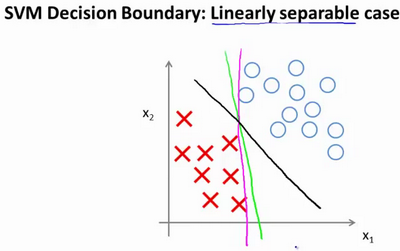 SVM Decision Boundary: Linearly separable case
x₂
x₁